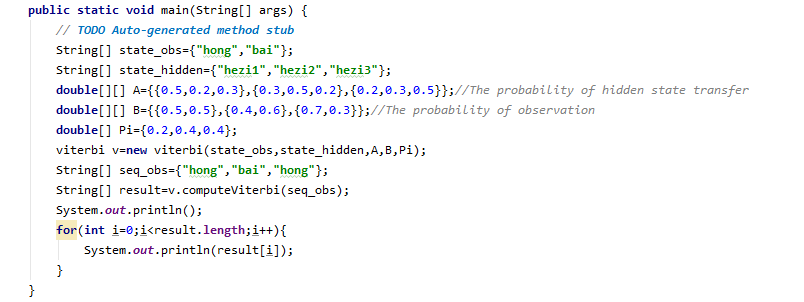 public static void main(String[] args) {
// TODO Auto-generated method stub
String[] state_obs={"hong","bai"};
String[] state_hidden={"hezi1","hezi2","hezi3"};
double[][] A={{0.5,0.2,0.3},{0.3,0.5,0.2},{0.2,0.3,0.5}};//The probability of hidden state transfer
double[][] B={{0.5,0.5},{0.4,0.6},{0.7,0.3}};//The probability of observation
double[] Pi={0.2,0.4,0.4};
viterbi v=new viterbi(state_obs,state_hidden,A,B,Pi);
String[] seq_obs={"hong","bai","hong"};
String[] result=v.computeViterbi(seq_obs);
System.out.println();
for(int i=0;i<result.length;i++){
System.out.println(result[i]);
}
}